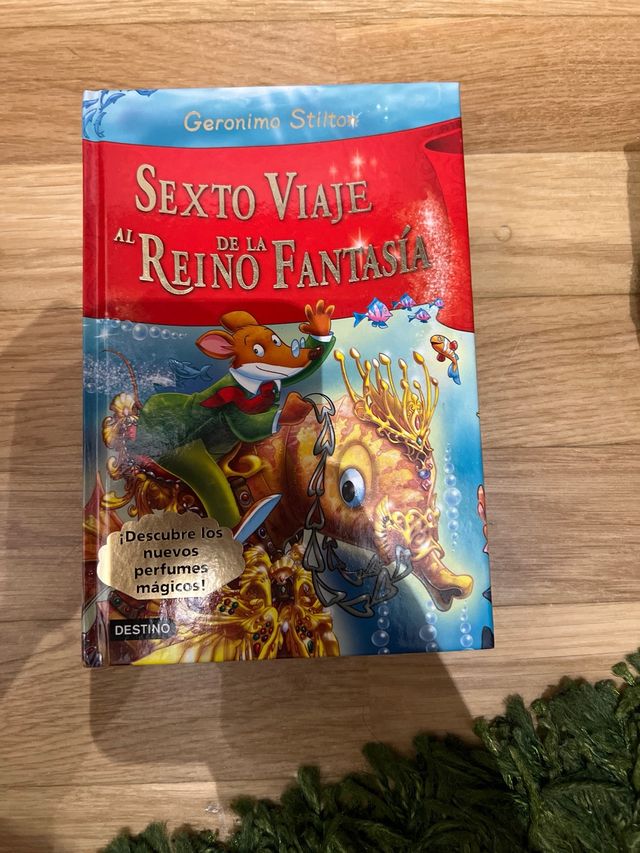 Geronimo Stilton
SEXTO VIAJE
AL REINO DE LA FANTASÍA
¡Descubre los
nuevos
perfumes
mágicos!
DESTINO